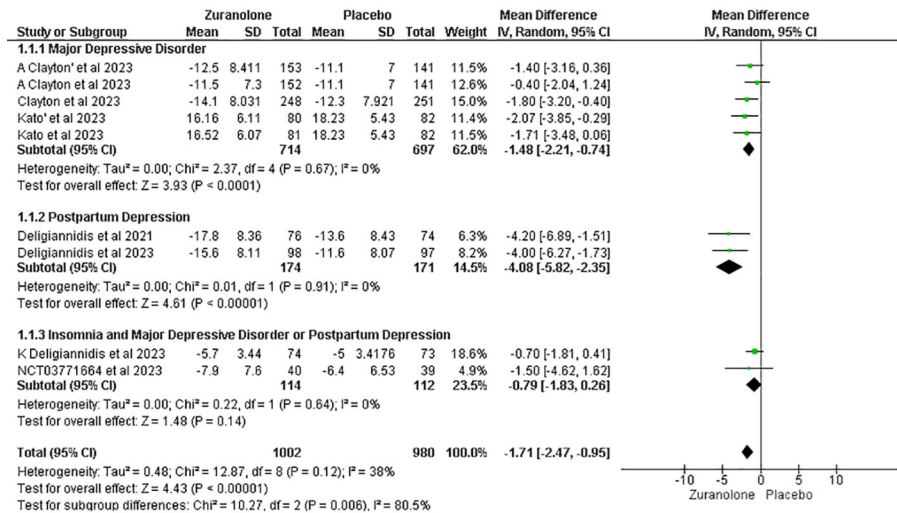 Zuranolone Placebo Mean Difference Mean Difference
Study or Subgroup Mean SD Total Mean SD Total Weight IV, Random, 95% CI IV, Random, 95% CI
1.1.1 Major Depressive Disorder
A Clayton' et al 2023 -12.5 8.411 153 -11.1 7 141 11.5% -1.40 [-3.16, 0.36]
A Clayton et al 2023 -11.5 7.3 152 -11.1 7 141 12.6% -0.40 [-2.04, 1.24]
Clayton et al 2023 -14.1 8.031 248 -12.3 7.921 251 15.0% -1.80 [-3.20, -0.40]
Kato' et al 2023 16.16 6.11 80 18.23 5.43 82 11.4% -2.07 [-3.85, -0.29]
Kato et al 2023 16.52 6.07 81 18.23 5.43 82 11.5% -1.71 [-3.48, 0.06]
Subtotal (95% CI) 714 697 62.0% -1.48 [-2.21, -0.74]
Heterogeneity: Tau² = 0.00; Chi² = 2.37, df = 4 (P = 0.67); I² = 0%
Test for overall effect: Z = 3.93 (P < 0.0001)
1.1.2 Postpartum Depression
Deligiannidis et al 2021 -17.8 8.36 76 -13.6 8.43 74 6.3% -4.20 [-6.89, -1.51]
Deligiannidis et al 2023 -15.6 8.11 98 -11.6 8.07 97 8.2% -4.00 [-6.27, -1.73]
Subtotal (95% CI) 174 171 14.5% -4.08 [-5.82, -2.35]
Heterogeneity: Tau² = 0.00; Chi² = 0.01, df = 1 (P = 0.91); I² = 0%
Test for overall effect: Z = 4.61 (P < 0.00001)
1.1.3 Insomnia and Major Depressive Disorder or Postpartum Depression
K Deligiannidis et al 2023 -5.7 3.44 74 -5 3.4176 73 18.6% -0.70 [-1.81, 0.41]
NCT03771664 et al 2023 -7.9 7.6 40 -6.4 6.53 39 4.9% -1.50 [-4.62, 1.62]
Subtotal (95% CI) 114 112 23.5% -0.79 [-1.83, 0.26]
Heterogeneity: Tau² = 0.00; Chi² = 0.22, df = 1 (P = 0.64); I² = 0%
Test for overall effect: Z = 1.48 (P = 0.14)
Total (95% CI) 1002 980 100.0% -1.71 [-2.47, -0.95]
Heterogeneity: Tau² = 0.48; Chi² = 12.87, df = 8 (P = 0.12); I² = 38%
Test for overall effect: Z = 4.43 (P < 0.00001)
Test for subgroup differences: Chi² = 10.27, df = 2 (P = 0.006), I² = 80.5%
-10 -5 0 5 10
Zuranolone Placebo